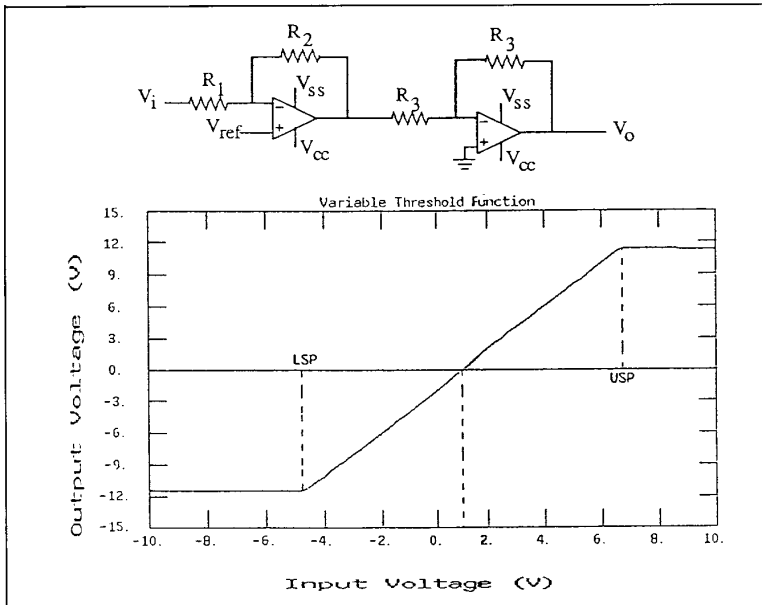 R2
R3
R1
Vss
Vss
Vi
R3
Vref
Vo
Vcc
Vcc
Variable Threshold Function
Output Voltage (V)
15.
12.
9.
6.
3.
0.
-3.
-6.
-9.
-12.
-15.
LSP
USP
-10.
-8.
-6.
-4.
-2.
0.
2.
4.
6.
8.
10.
Input Voltage (V)